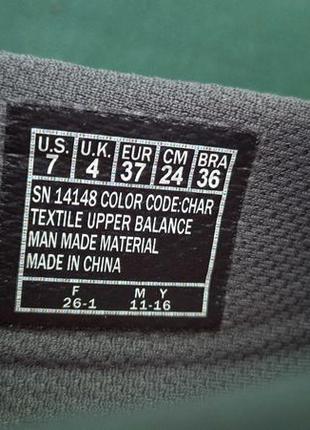 U.S. U.K. EUR CM BRA
7 4 37 24 36
SN 14148 COLOR CODE:CHAR
TEXTILE UPPER BALANCE
MAN MADE MATERIAL
MADE IN CHINA
F M Y
26-1 11-16